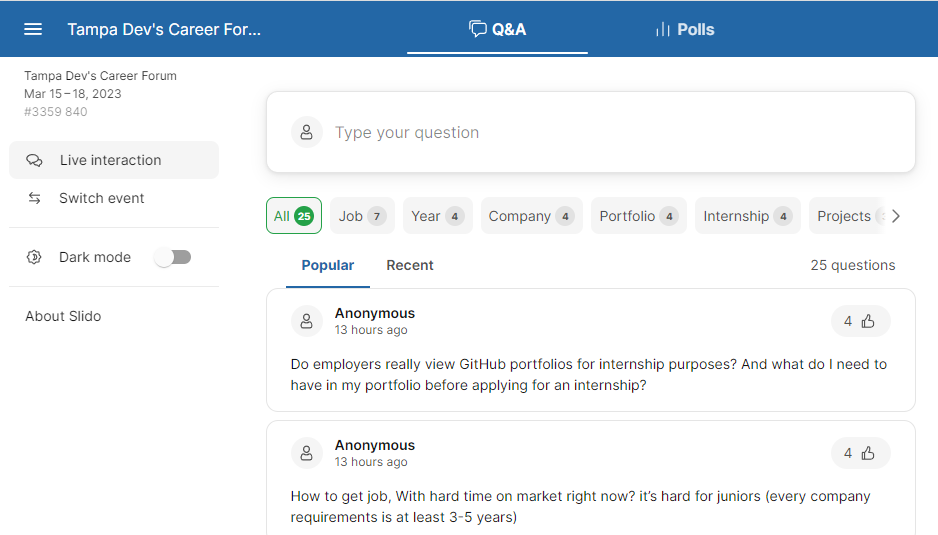 Tampa Dev's Career For...
Q&A
Polls
Tampa Dev's Career Forum
Mar 15 – 18, 2023
#3359 840
Live interaction
Switch event
Dark mode
About Slido
Type your question
All 25 Job 7 Year 4 Company 4 Portfolio 4 Internship 4 Projects
Popular Recent 25 questions
Anonymous
13 hours ago
4
Do employers really view GitHub portfolios for internship purposes? And what do I need to
have in my portfolio before applying for an internship?
Anonymous
13 hours ago
4
How to get job, With hard time on market right now? it’s hard for juniors (every company
requirements is at least 3-5 years)